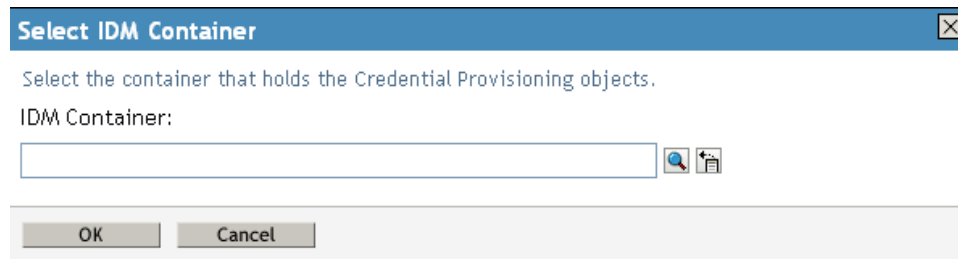 Select IDM Container
Select the container that holds the Credential Provisioning objects.
IDM Container:
OK Cancel